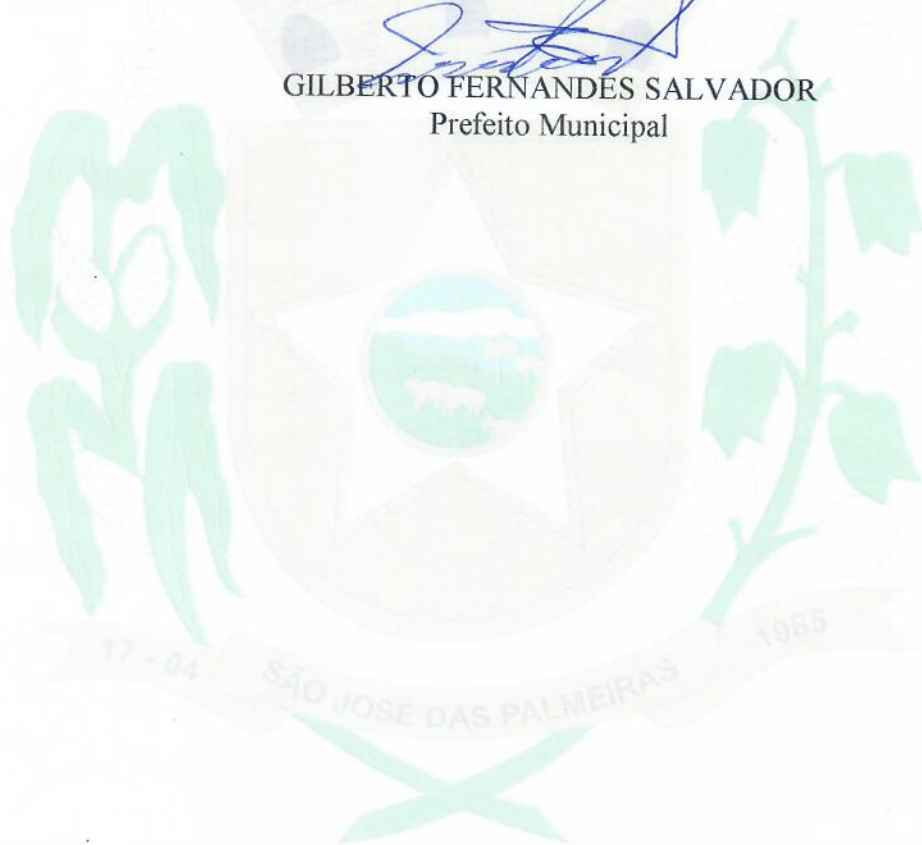 GILBERTO FERNANDES SALVADOR
Prefeito Municipal
17 - 04
SÃO JOSÉ DAS PALMEIRAS
1985